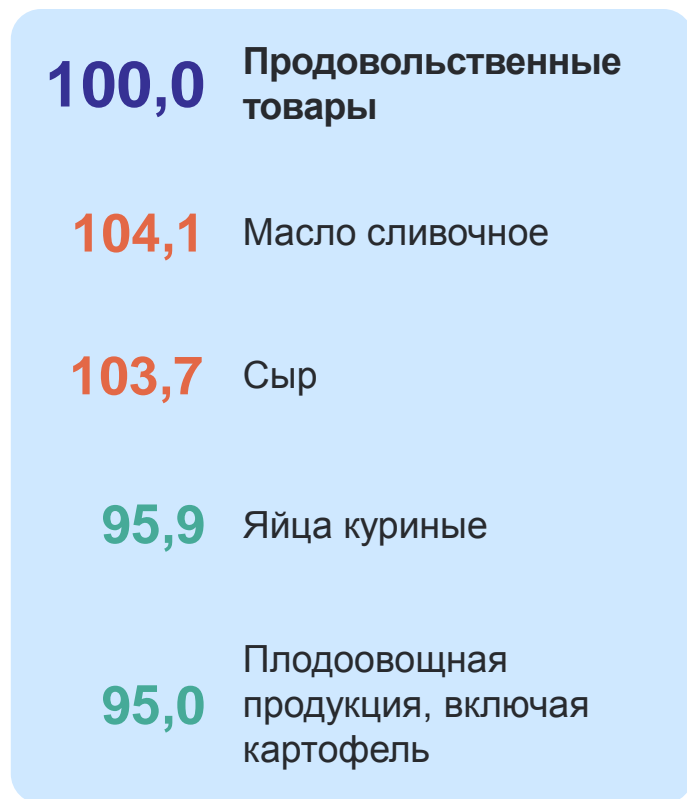 100,0 Продовольственные
товары
104,1 Масло сливочное
103,7 Сыр
95,9 Яйца куриные
Плодоовощная
95,0 продукция, включая
картофель